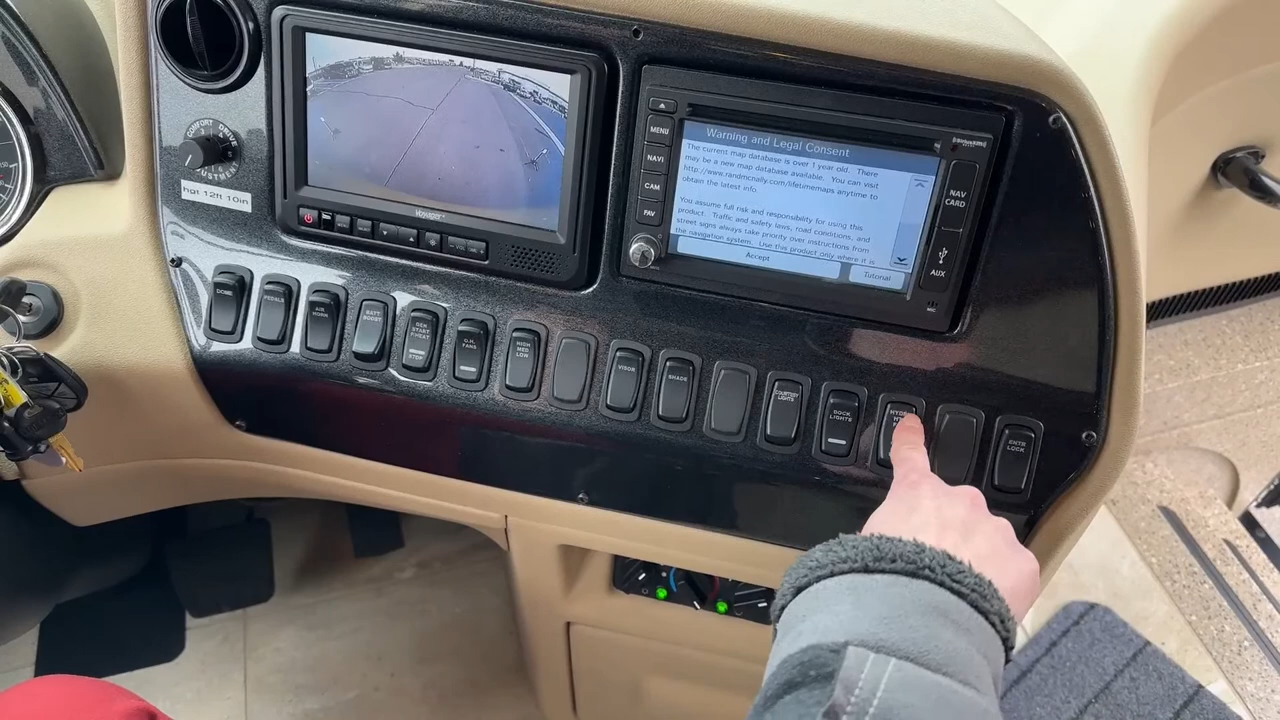 COMFORT DRIVE
hgt 12ft 10in
Voyager
MENU
NAVI
CAM
FAV
Warning and Legal Consent
The current map database is over 1 year old. There
may be a new map database available. You can visit
http://www.randmcnally.com/lifetimemaps anytime to
obtain the latest info.
You assume full risk and responsibility for using this
product. Traffic and safety laws, road conditions, and
street signs always take priority over instructions from
the navigation system. Use this product only where it is
Accept
Tutorial
NAV
CARD
AUX
MIC
DOME
PEDALS
AIR
HORN
BATT
BOOST
GEN
START
PHEAT
STOP
O.H.
FANS
HIGH
MED
LOW
VISOR
SHADE
COURTESY
LIGHTS
DOCK
LIGHTS
ENTR
LOCK